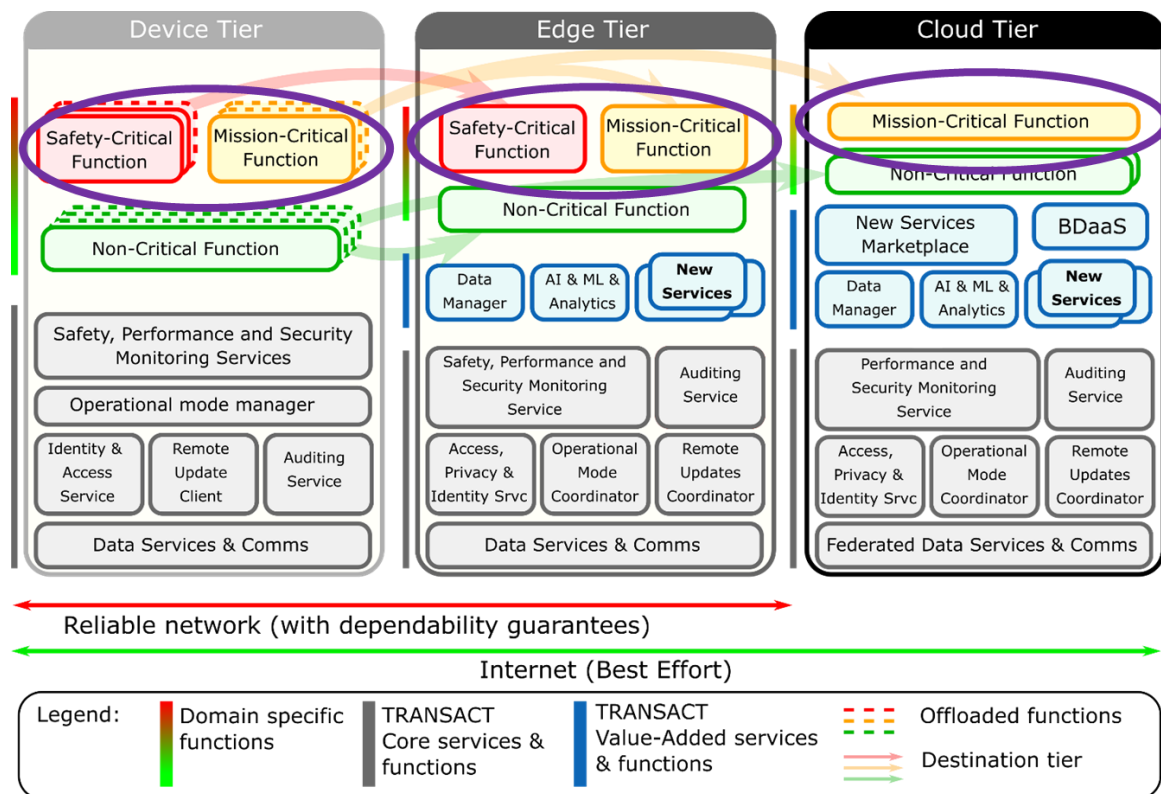 Device Tier
Safety-Critical
Function
Mission-Critical
Function
Non-Critical Function
Safety, Performance and Security
Monitoring Services
Operational mode manager
Identity &
Access
Service
Remote
Update
Client
Auditing
Service
Data Services & Comms
Edge Tier
Safety-Critical
Function
Mission-Critical
Function
Non-Critical Function
Data
Manager
AI & ML &
Analytics
New
Services
Safety, Performance and
Security Monitoring
Service
Auditing
Service
Access,
Privacy &
Identity Srvc
Operational
Mode
Coordinator
Remote
Updates
Coordinator
Data Services & Comms
Cloud Tier
Mission-Critical Function
Non-Critical Function
New Services
Marketplace
BDaaS
Data
Manager
AI & ML &
Analytics
New
Services
Performance and
Security Monitoring
Service
Auditing
Service
Access,
Privacy &
Identity Srvc
Operational
Mode
Coordinator
Remote
Updates
Coordinator
Federated Data Services & Comms
Reliable network (with dependability guarantees)
Internet (Best Effort)
Legend:
Domain specific
functions
TRANSACT
Core services &
functions
TRANSACT
Value-Added services
& functions
Offloaded functions
Destination tier